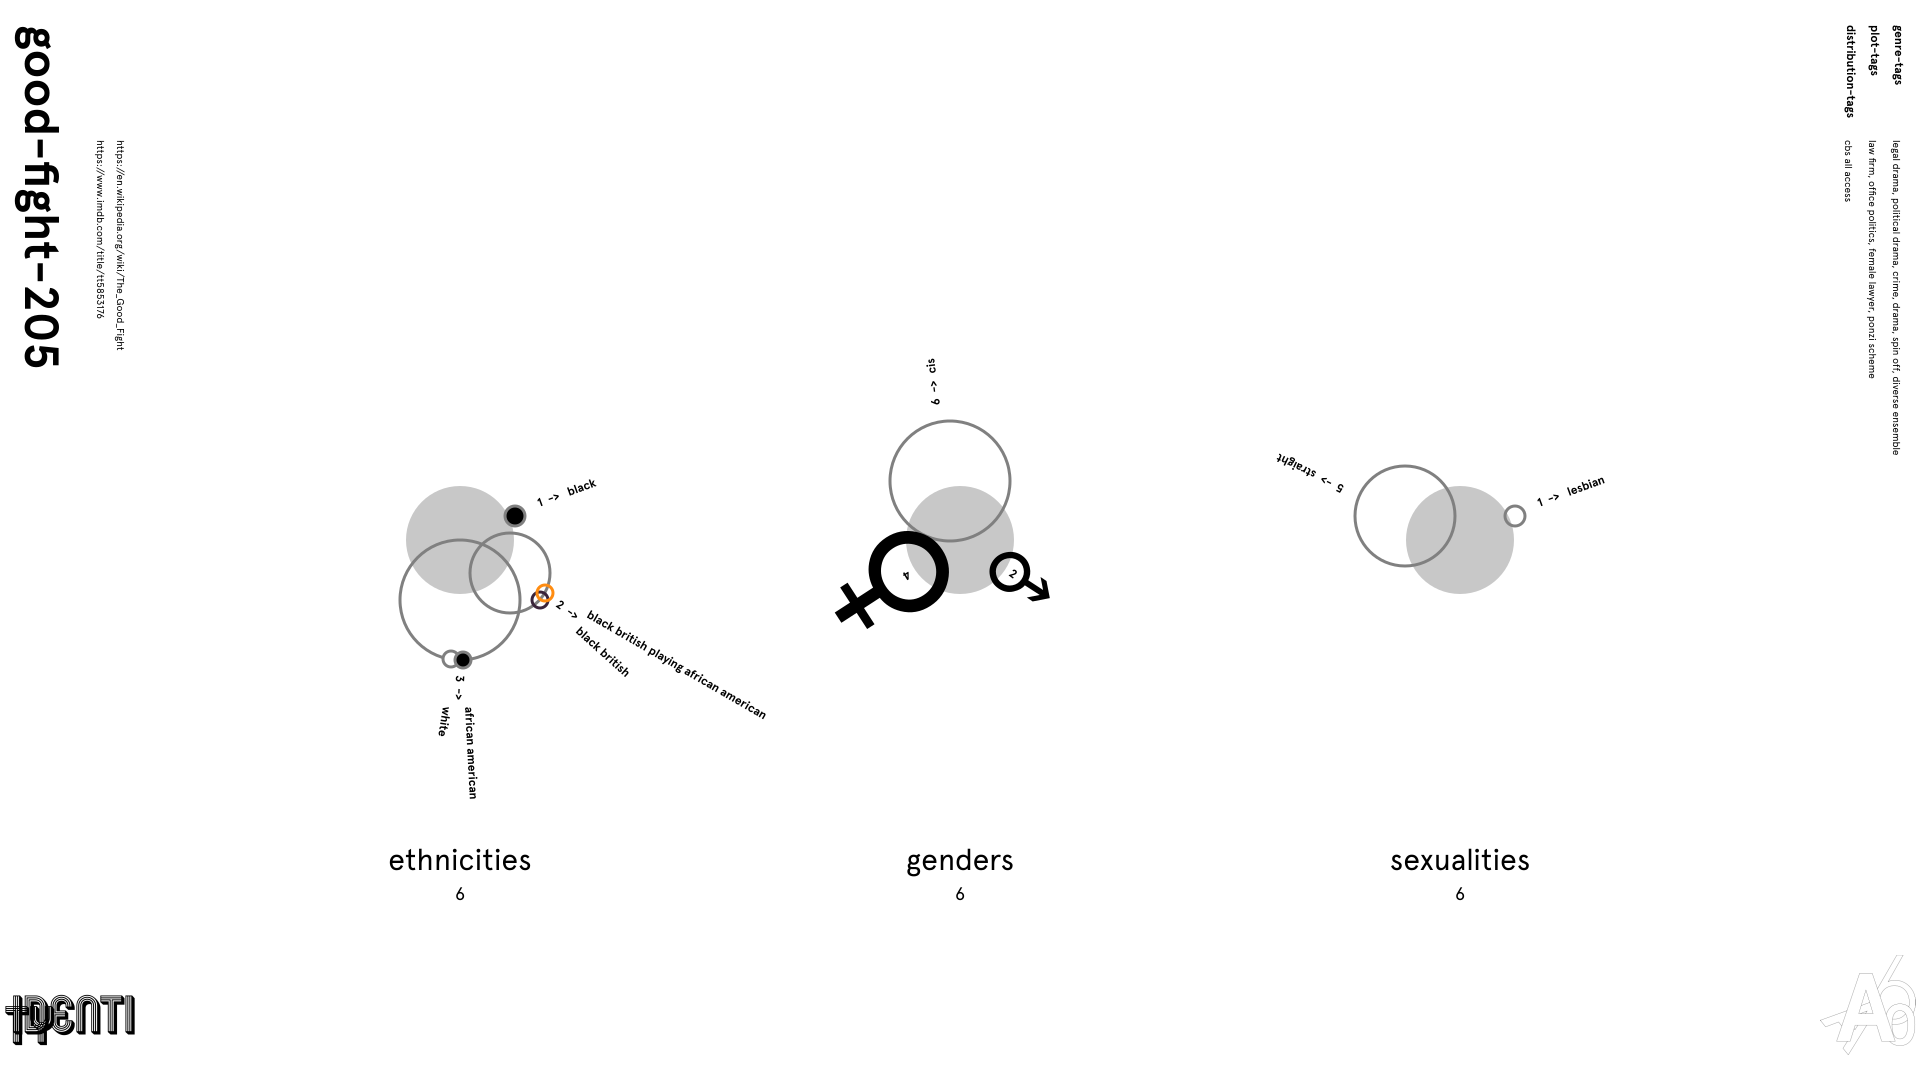 good-fight-205
https://en.wikipedia.org/wiki/The_Good_Fight
https://www.imdb.com/title/tt5853176
genre-tags
legal drama, political drama, crime, drama, spin off, diverse ensemble
plot-tags
law firm, office politics, female lawyer, ponzi scheme
distribution-tags
cbs all access
1 -> black
2 -> black british playing african american
black british
3 -> african american
white
ethnicities
6
6 -> cis
4
2
genders
6
5 -> straight
1 -> lesbian
sexualities
6
IDENTI